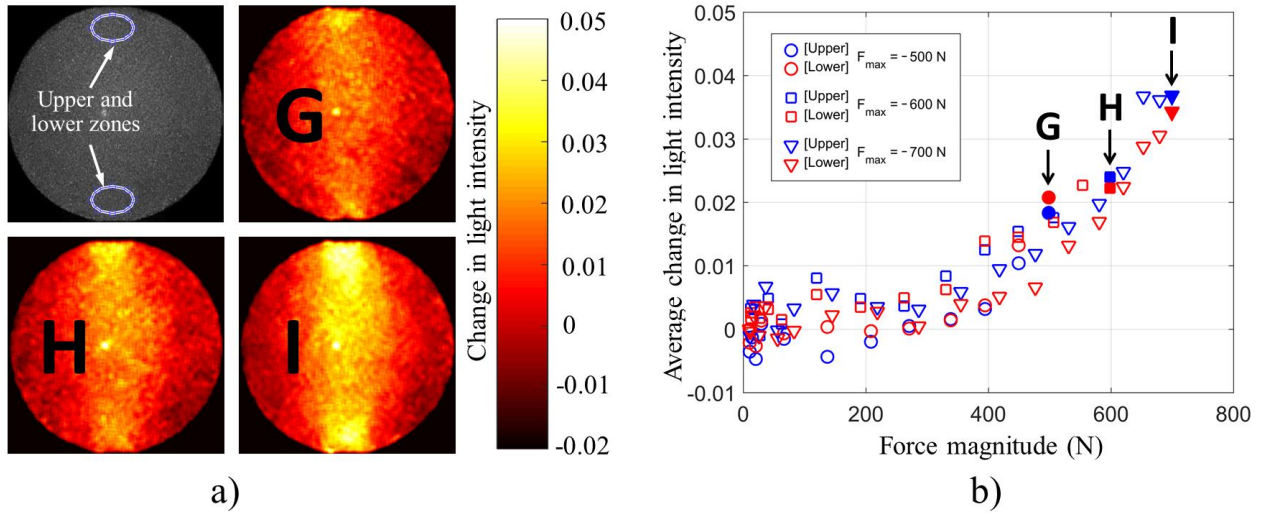 Upper and
lower zones
G
H
I
Change in light intensity
0.05
0.04
0.03
0.02
0.01
0
-0.01
-0.02
a)
Average change in light intensity
0.05
0.04
0.03
0.02
0.01
0
-0.01
0
200
400
600
800
Force magnitude (N)
[Upper]
[Lower]
Fmax = −500 N
[Upper]
[Lower]
Fmax = −600 N
[Upper]
[Lower]
Fmax = −700 N
G
H
I
b)